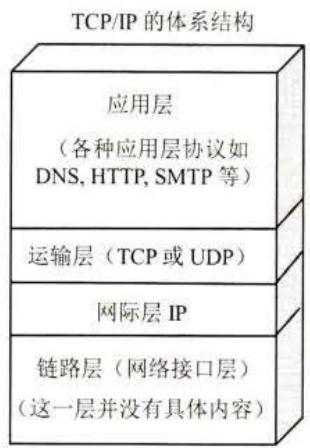 TCP/IP 的体系结构
应用层
（各种应用层协议如
DNS, HTTP, SMTP 等）
运输层（TCP 或 UDP）
网际层 IP
链路层（网络接口层）
（这一层并没有具体内容）